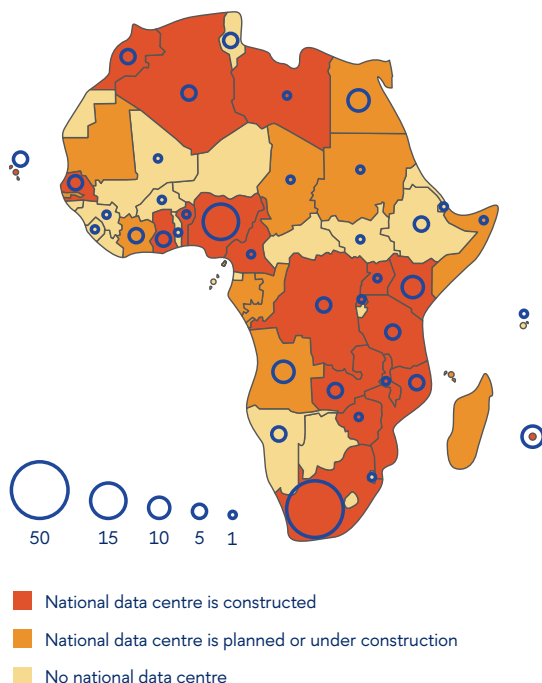 50 15 10 5 1
National data centre is constructed
National data centre is planned or under construction
No national data centre